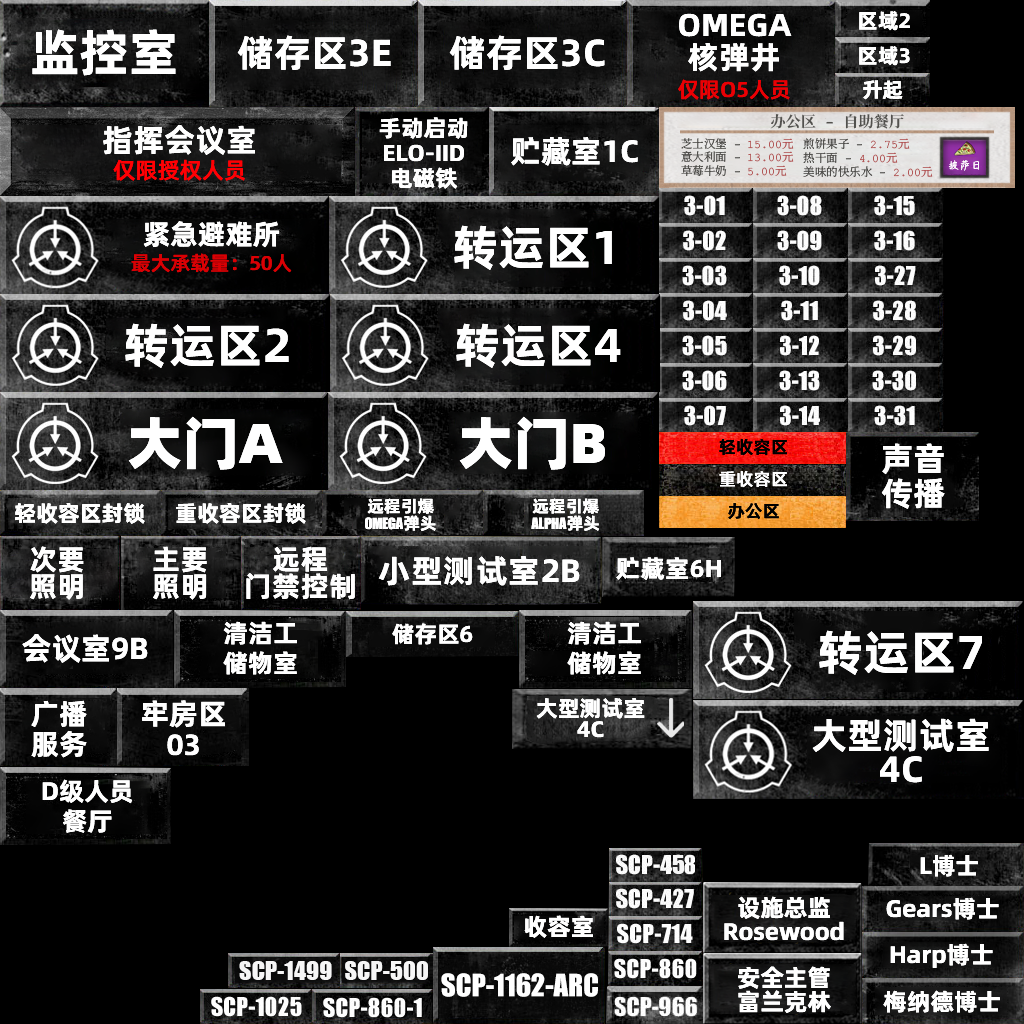 监控室
储存区3E
储存区3C
OMEGA
核弹井
仅限O5人员
区域2
区域3
升起
指挥会议室
仅限授权人员
手动启动
ELO-IID
电磁铁
贮藏室1C
办公区 - 自助餐厅
芝士汉堡 - 15.00元 煎饼果子 - 2.75元
意大利面 - 13.00元 热干面 - 4.00元
草莓牛奶 - 5.00元 美味的快乐水 - 2.00元
披萨日
紧急避难所
最大承载量：50人
转运区1
3-01 3-08 3-15
3-02 3-09 3-16
3-03 3-10 3-27
3-04 3-11 3-28
3-05 3-12 3-29
3-06 3-13 3-30
3-07 3-14 3-31
转运区2
转运区4
大门A
大门B
轻收容区
重收容区
办公区
声音
传播
轻收容区封锁
重收容区封锁
远程引爆
OMEGA弹头
远程引爆
ALPHA弹头
次要
照明
主要
照明
远程
门禁控制
小型测试室2B
贮藏室6H
会议室9B
清洁工
储物室
储存区6
清洁工
储物室
转运区7
广播
服务
牢房区
03
大型测试室
4C
大型测试室
4C
D级人员
餐厅
SCP-458
SCP-427
SCP-714
SCP-860
SCP-966
L博士
Gears博士
Harp博士
梅纳德博士
设施总监
Rosewood
安全主管
富兰克林
收容室
SCP-1499
SCP-500
SCP-1162-ARC
SCP-1025
SCP-860-1